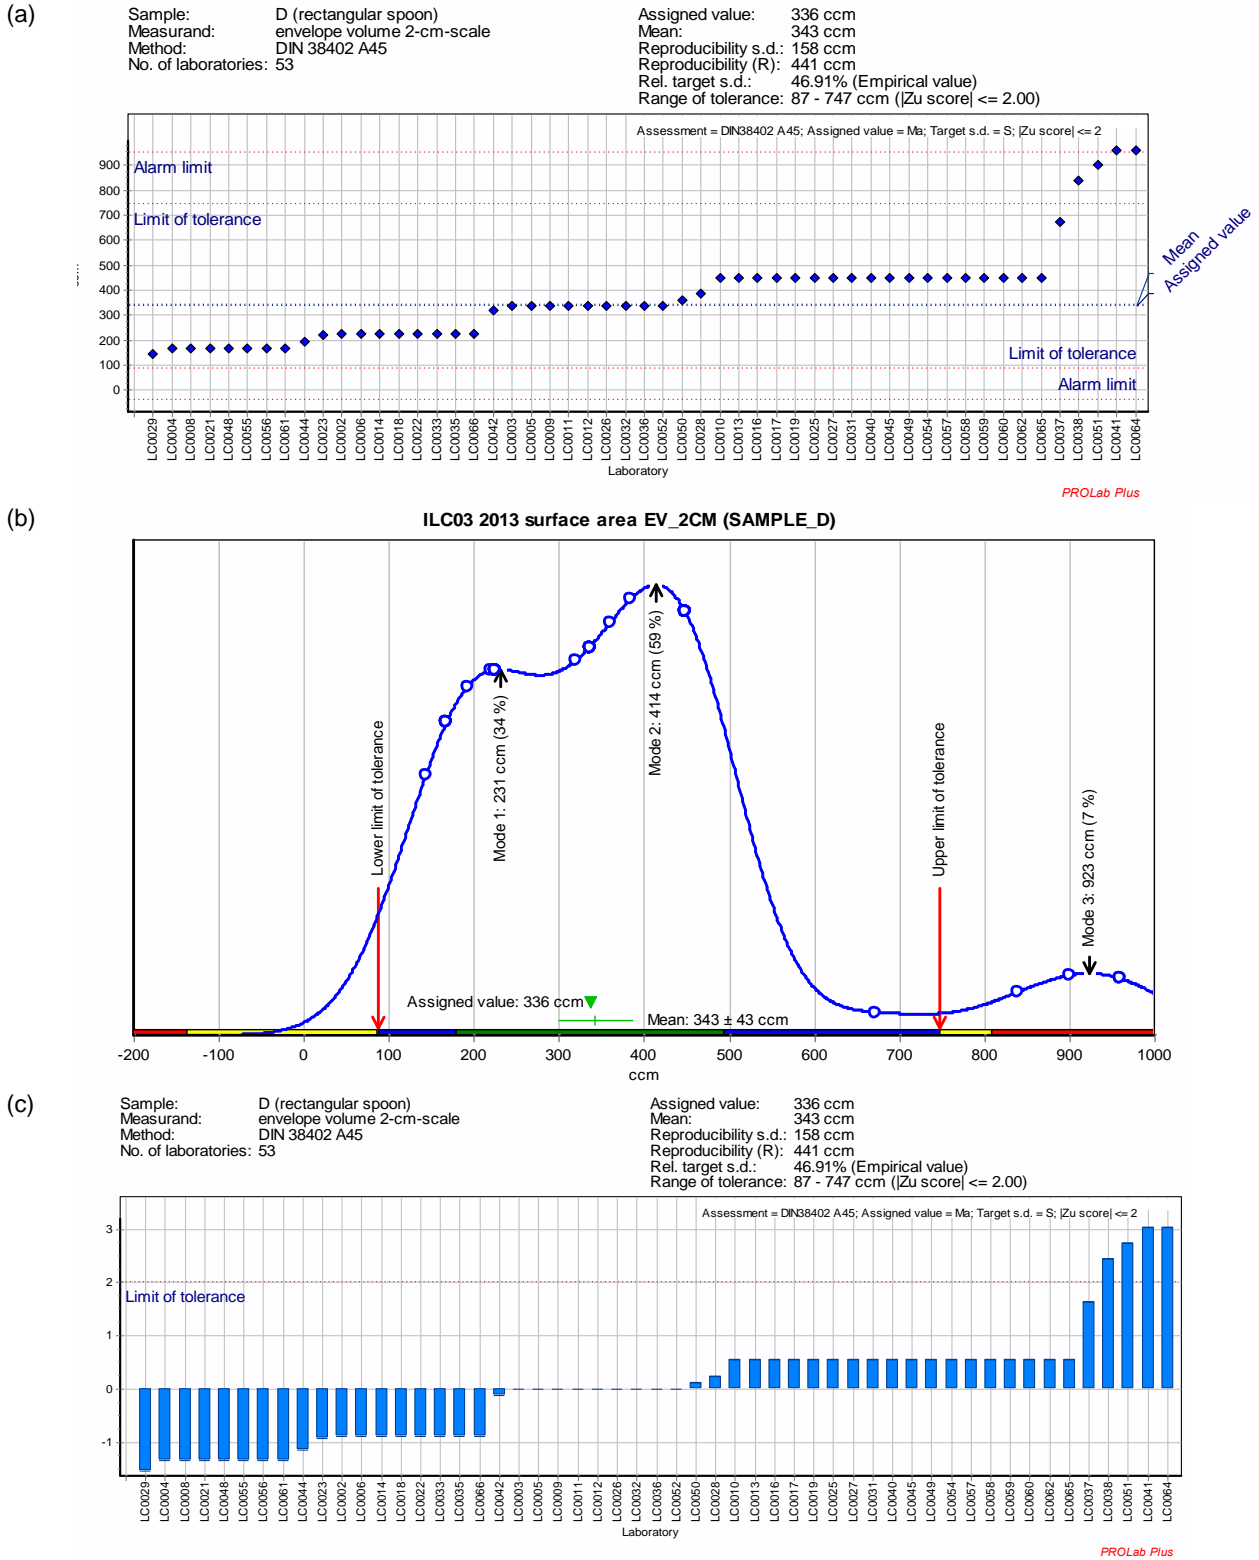 (a)
Sample: D (rectangular spoon)
Measurand: envelope volume 2-cm-scale
Method: DIN 38402 A45
No. of laboratories: 53
Assigned value: 336 ccm
Mean: 343 ccm
Reproducibility s.d.: 158 ccm
Reproducibility (R): 441 ccm
Rel. target s.d.: 46.91% (Empirical value)
Range of tolerance: 87 - 747 ccm (|Zu score| <= 2.00)
Assessment = DIN38402 A45; Assigned value = Ma; Target s.d. = S; |Zu score| <= 2
900
800
700
600
500
400
300
200
100
0
Alarm limit
Limit of tolerance
Mean
Assigned value
Limit of tolerance
Alarm limit
LC0029 LC0004 LC0008 LC0021 LC0048 LC0055 LC0056 LC0061 LC0044 LC0023 LC0002 LC0006 LC0014 LC0018 LC0022 LC0033 LC0035 LC0066 LC0042 LC0003 LC0005 LC0009 LC0011 LC0012 LC0026 LC0032 LC0036 LC0052 LC0050 LC0028 LC0010 LC0013 LC0016 LC0017 LC0019 LC0025 LC0027 LC0031 LC0040 LC0045 LC0049 LC0054 LC0057 LC0058 LC0059 LC0060 LC0062 LC0065 LC0037 LC0038 LC0051 LC0041 LC0064
Laboratory
PROLab Plus
(b)
ILC03 2013 surface area EV_2CM (SAMPLE_D)
Lower limit of tolerance
Mode 1: 231 ccm (34 %)
Mode 2: 414 ccm (59 %)
Upper limit of tolerance
Mode 3: 923 ccm (7 %)
Assigned value: 336 ccm
Mean: 343 ± 43 ccm
-200 -100 0 100 200 300 400 500 600 700 800 900 1000
ccm
(c)
Sample: D (rectangular spoon)
Measurand: envelope volume 2-cm-scale
Method: DIN 38402 A45
No. of laboratories: 53
Assigned value: 336 ccm
Mean: 343 ccm
Reproducibility s.d.: 158 ccm
Reproducibility (R): 441 ccm
Rel. target s.d.: 46.91% (Empirical value)
Range of tolerance: 87 - 747 ccm (|Zu score| <= 2.00)
Assessment = DIN38402 A45; Assigned value = Ma; Target s.d. = S; |Zu score| <= 2
3
2
1
0
-1
Limit of tolerance
LC0029 LC0004 LC0008 LC0021 LC0048 LC0055 LC0056 LC0061 LC0044 LC0023 LC0002 LC0006 LC0014 LC0018 LC0022 LC0033 LC0035 LC0066 LC0042 LC0003 LC0005 LC0009 LC0011 LC0012 LC0026 LC0032 LC0036 LC0052 LC0050 LC0028 LC0010 LC0013 LC0016 LC0017 LC0019 LC0025 LC0027 LC0031 LC0040 LC0045 LC0049 LC0054 LC0057 LC0058 LC0059 LC0060 LC0062 LC0065 LC0037 LC0038 LC0051 LC0041 LC0064
Laboratory
PROLab Plus